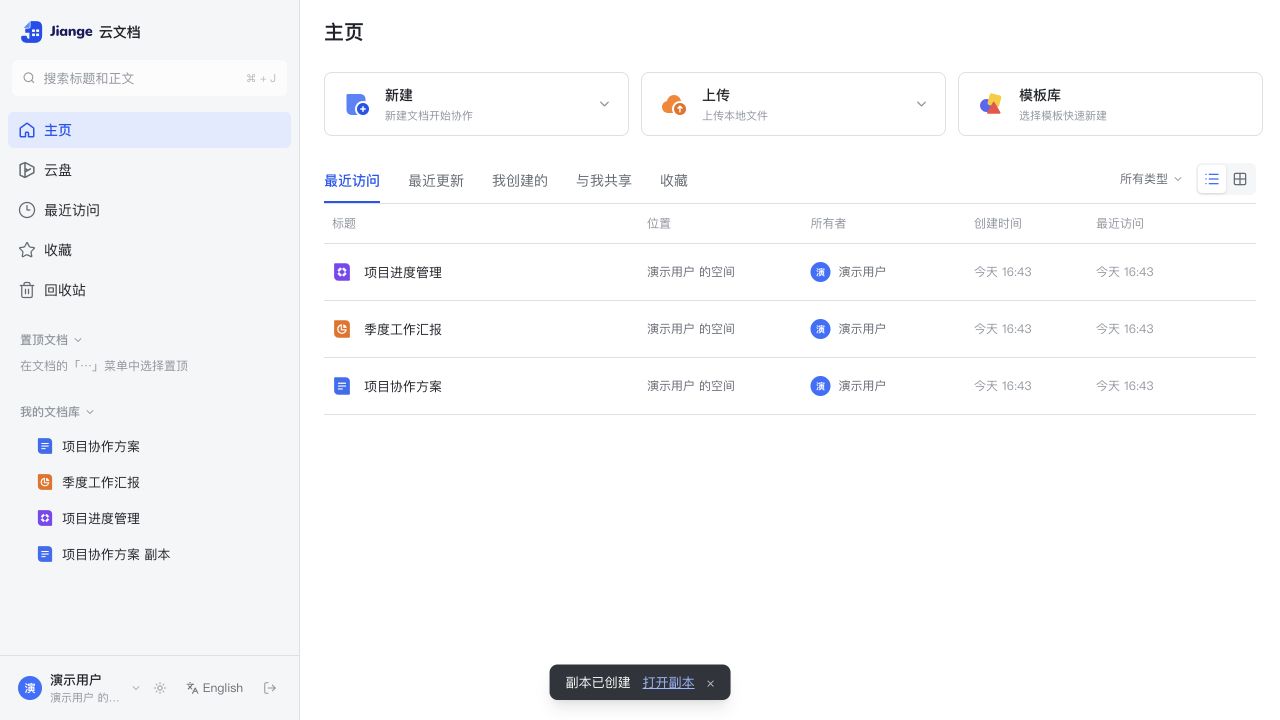 Jiange 云文档
搜索标题和正文 ⌘ + J
主页
云盘
最近访问
收藏
回收站
置顶文档
在文档的「…」菜单中选择置顶
我的文档库
项目协作方案
季度工作汇报
项目进度管理
项目协作方案 副本
演 演示用户
演示用户 的…
English
主页
新建
新建文档开始协作
上传
上传本地文件
模板库
选择模板快速新建
最近访问 最近更新 我创建的 与我共享 收藏 所有类型
标题 位置 所有者 创建时间 最近访问
项目进度管理 演示用户 的空间 演 演示用户 今天 16:43 今天 16:43
季度工作汇报 演示用户 的空间 演 演示用户 今天 16:43 今天 16:43
项目协作方案 演示用户 的空间 演 演示用户 今天 16:43 今天 16:43
副本已创建 打开副本 ×